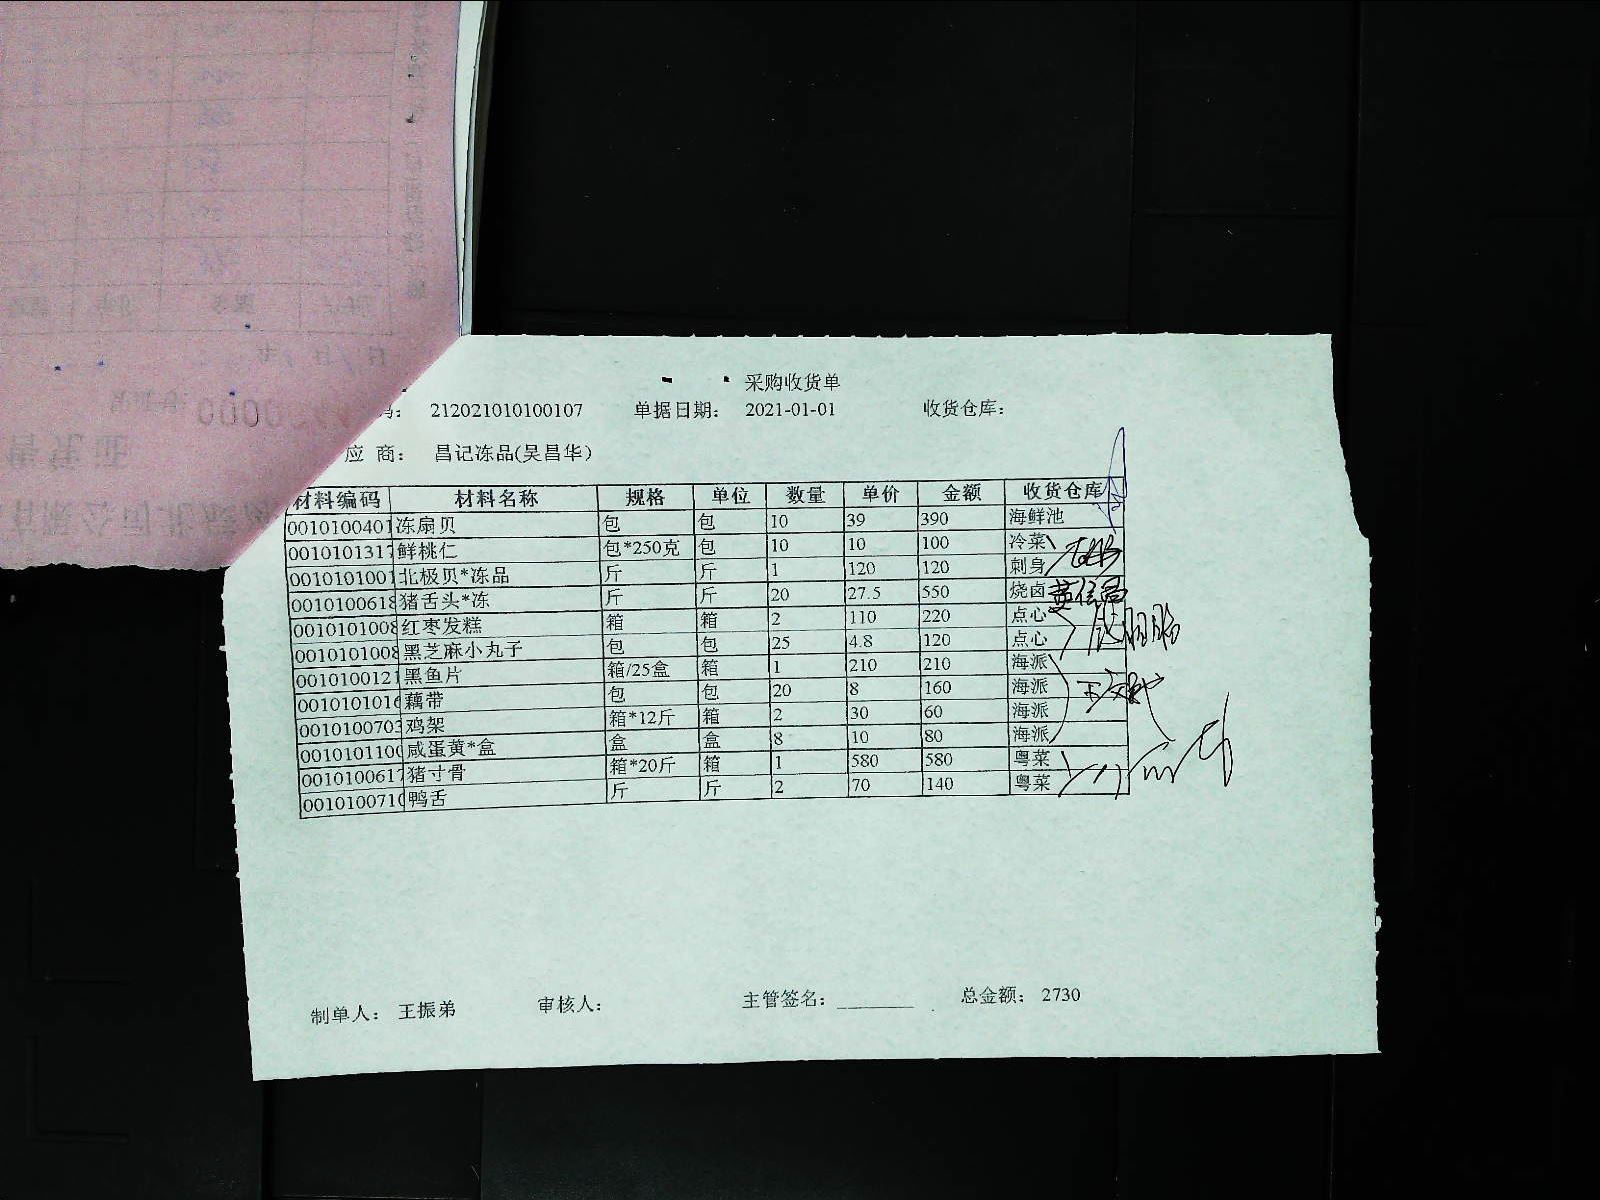 采购收货单
码： 212021010100107 单据日期： 2021-01-01 收货仓库：
应 商： 昌记冻品(吴昌华)
材料编码 材料名称 规格 单位 数量 单价 金额 收货仓库
0010100401 冻扇贝 包 包 10 39 390 海鲜池
0010101317 鲜桃仁 包*250克 包 10 10 100 冷菜
0010101001 北极贝*冻品 斤 斤 1 120 120 刺身
0010100618 猪舌头*冻 斤 斤 20 27.5 550 烧卤
0010101008 红枣发糕 箱 箱 2 110 220 点心
0010101008 黑芝麻小丸子 包 包 25 4.8 120 点心
0010100121 黑鱼片 箱/25盒 箱 1 210 210 海派
0010101016 藕带 包 包 20 8 160 海派
0010100703 鸡架 箱*12斤 箱 2 30 60 海派
0010101100 咸蛋黄*盒 盒 盒 8 10 80 海派
0010100617 猪寸骨 箱*20斤 箱 1 580 580 粤菜
0010100710 鸭舌 斤 斤 2 70 140 粤菜
制单人： 王振弟 审核人： 主管签名： 总金额： 2730